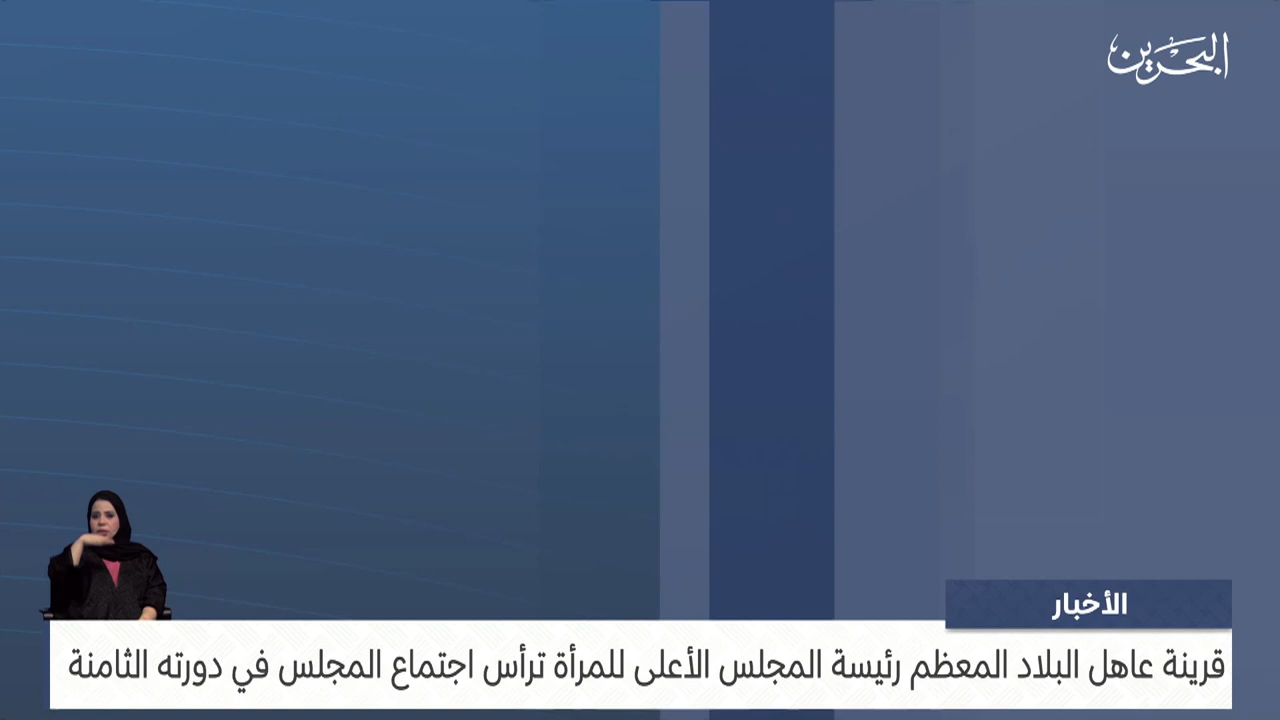 البحرين
الأخبار
قرينة عاهل البلاد المعظم رئيسة المجلس الأعلى للمرأة ترأس اجتماع المجلس في دورته الثامنة